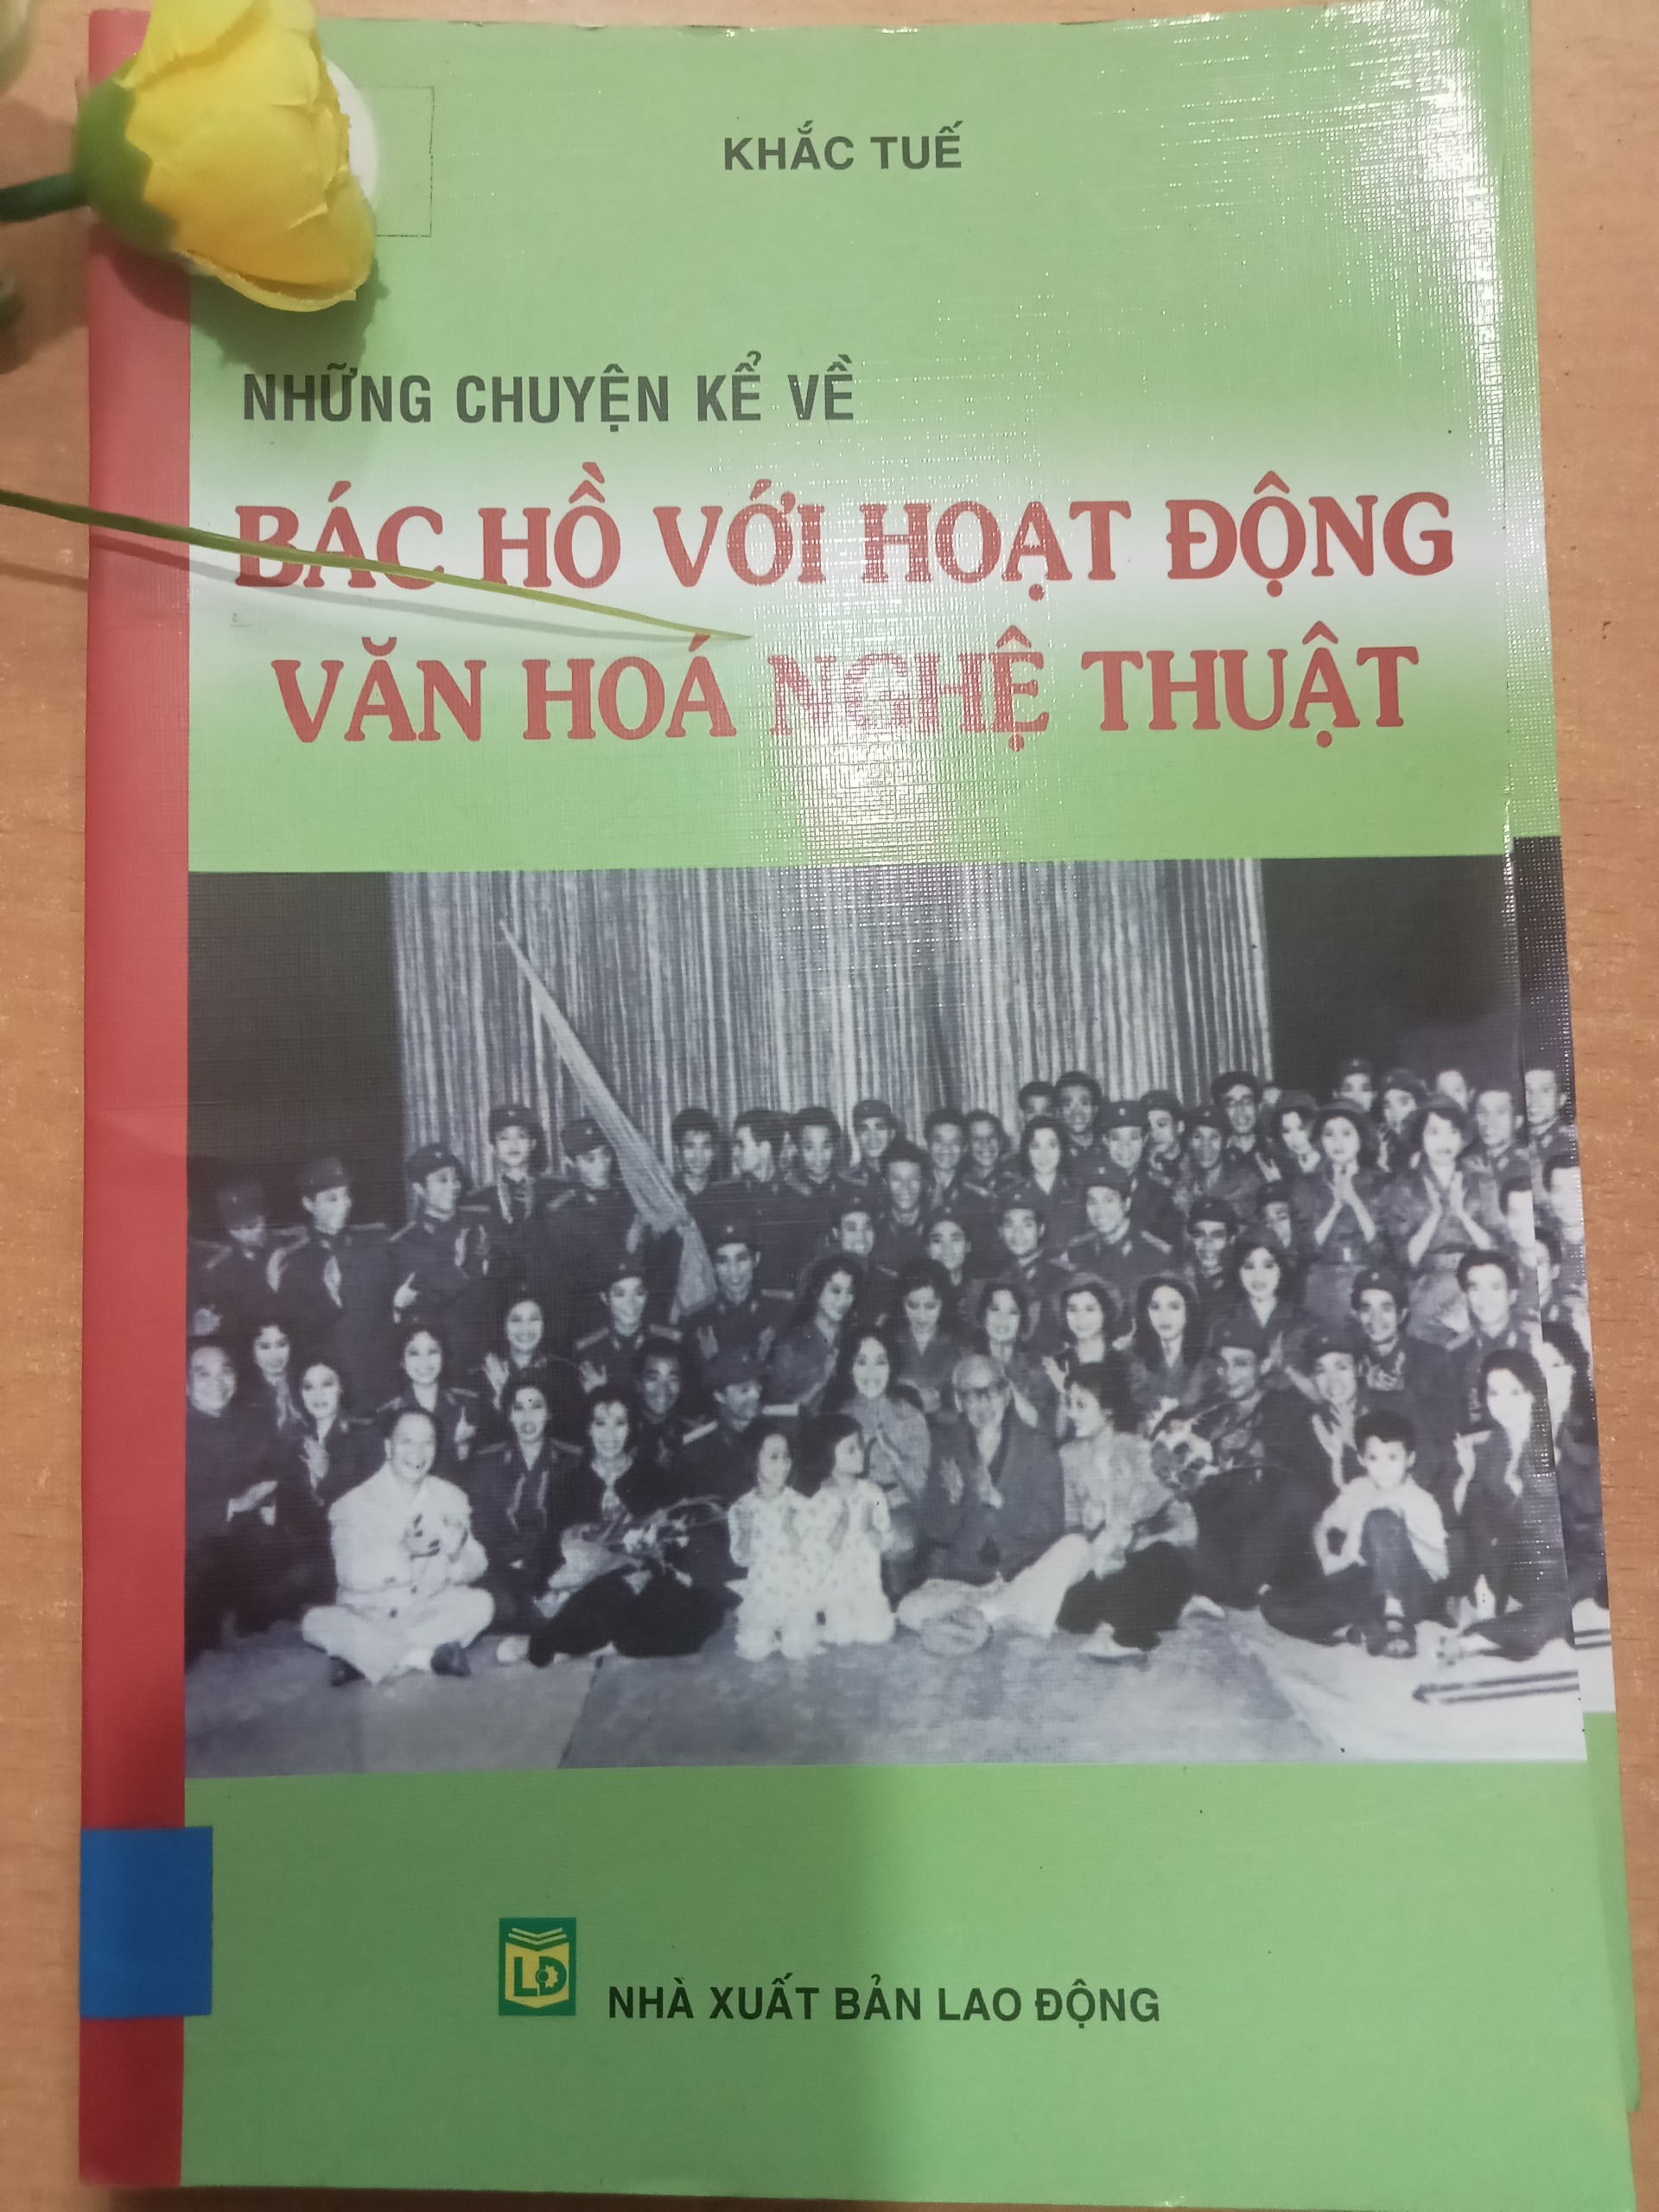 KHẮC TUẾ
NHỮNG CHUYỆN KỂ VỀ
BÁC HỒ VỚI HOẠT ĐỘNG
VĂN HOÁ NGHỆ THUẬT
LĐ
NHÀ XUẤT BẢN LAO ĐỘNG